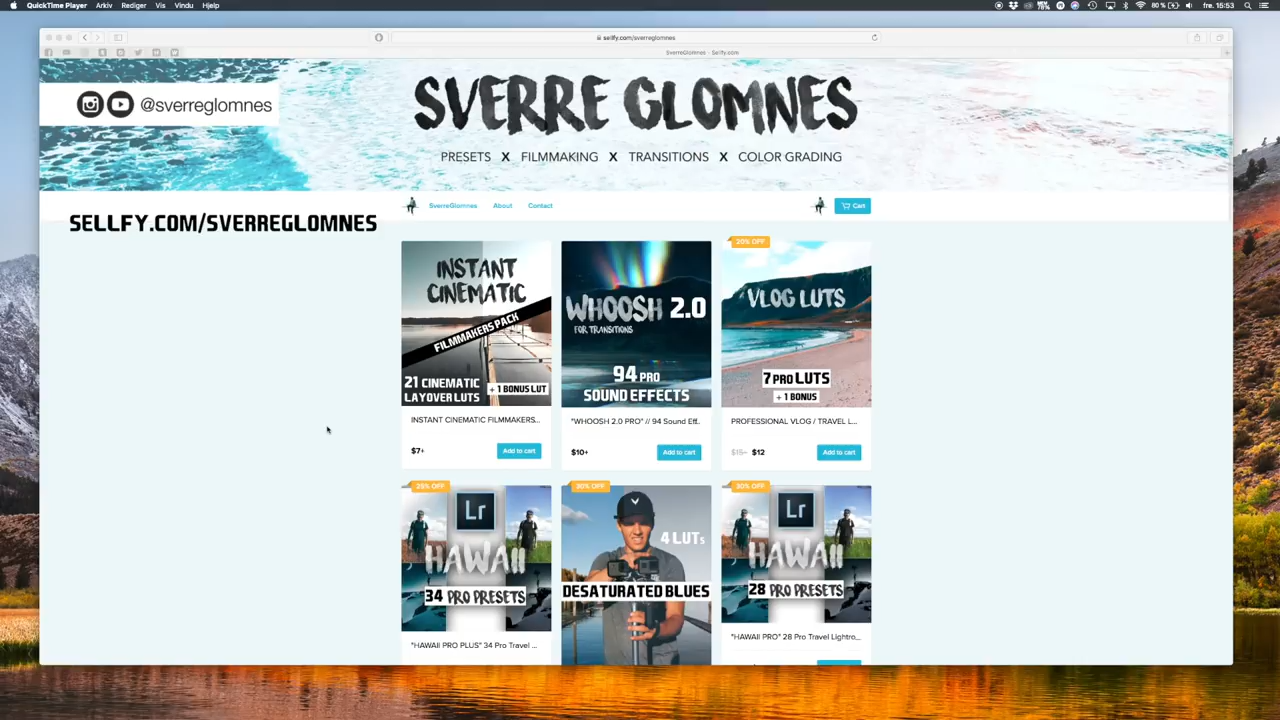 QuickTime Player Arkiv Rediger Vis Vindu Hjelp
80 % fre. 15:53
sellfy.com/sverreglomnes
SverreGlomnes - Sellfy.com
@sverreglomnes
SVERRE GLOMNES
PRESETS X FILMMAKING X TRANSITIONS X COLOR GRADING
SverreGlomnes About Contact
Cart
SELLFY.COM/SVERREGLOMNES
INSTANT
CINEMATIC
FILMMAKERS PACK
21 CINEMATIC
LAYOVER LUTS
+ 1 BONUS LUT
INSTANT CINEMATIC FILMMAKERS...
$7+
Add to cart
WHOOSH 2.0
FOR TRANSITIONS
94 PRO
SOUND EFFECTS
"WHOOSH 2.0 PRO" // 94 Sound Eff..
$10+
Add to cart
20% OFF
VLOG LUTS
7 PRO LUTS
+ 1 BONUS
PROFESSIONAL VLOG / TRAVEL L...
$15+ $12
Add to cart
25% OFF
Lr
HAWAII
34 PRO PRESETS
"HAWAII PRO PLUS" 34 Pro Travel ...
30% OFF
4 LUTs
DESATURATED BLUES
30% OFF
Lr
HAWAII
28 PRO PRESETS
"HAWAII PRO" 28 Pro Travel Lightro...